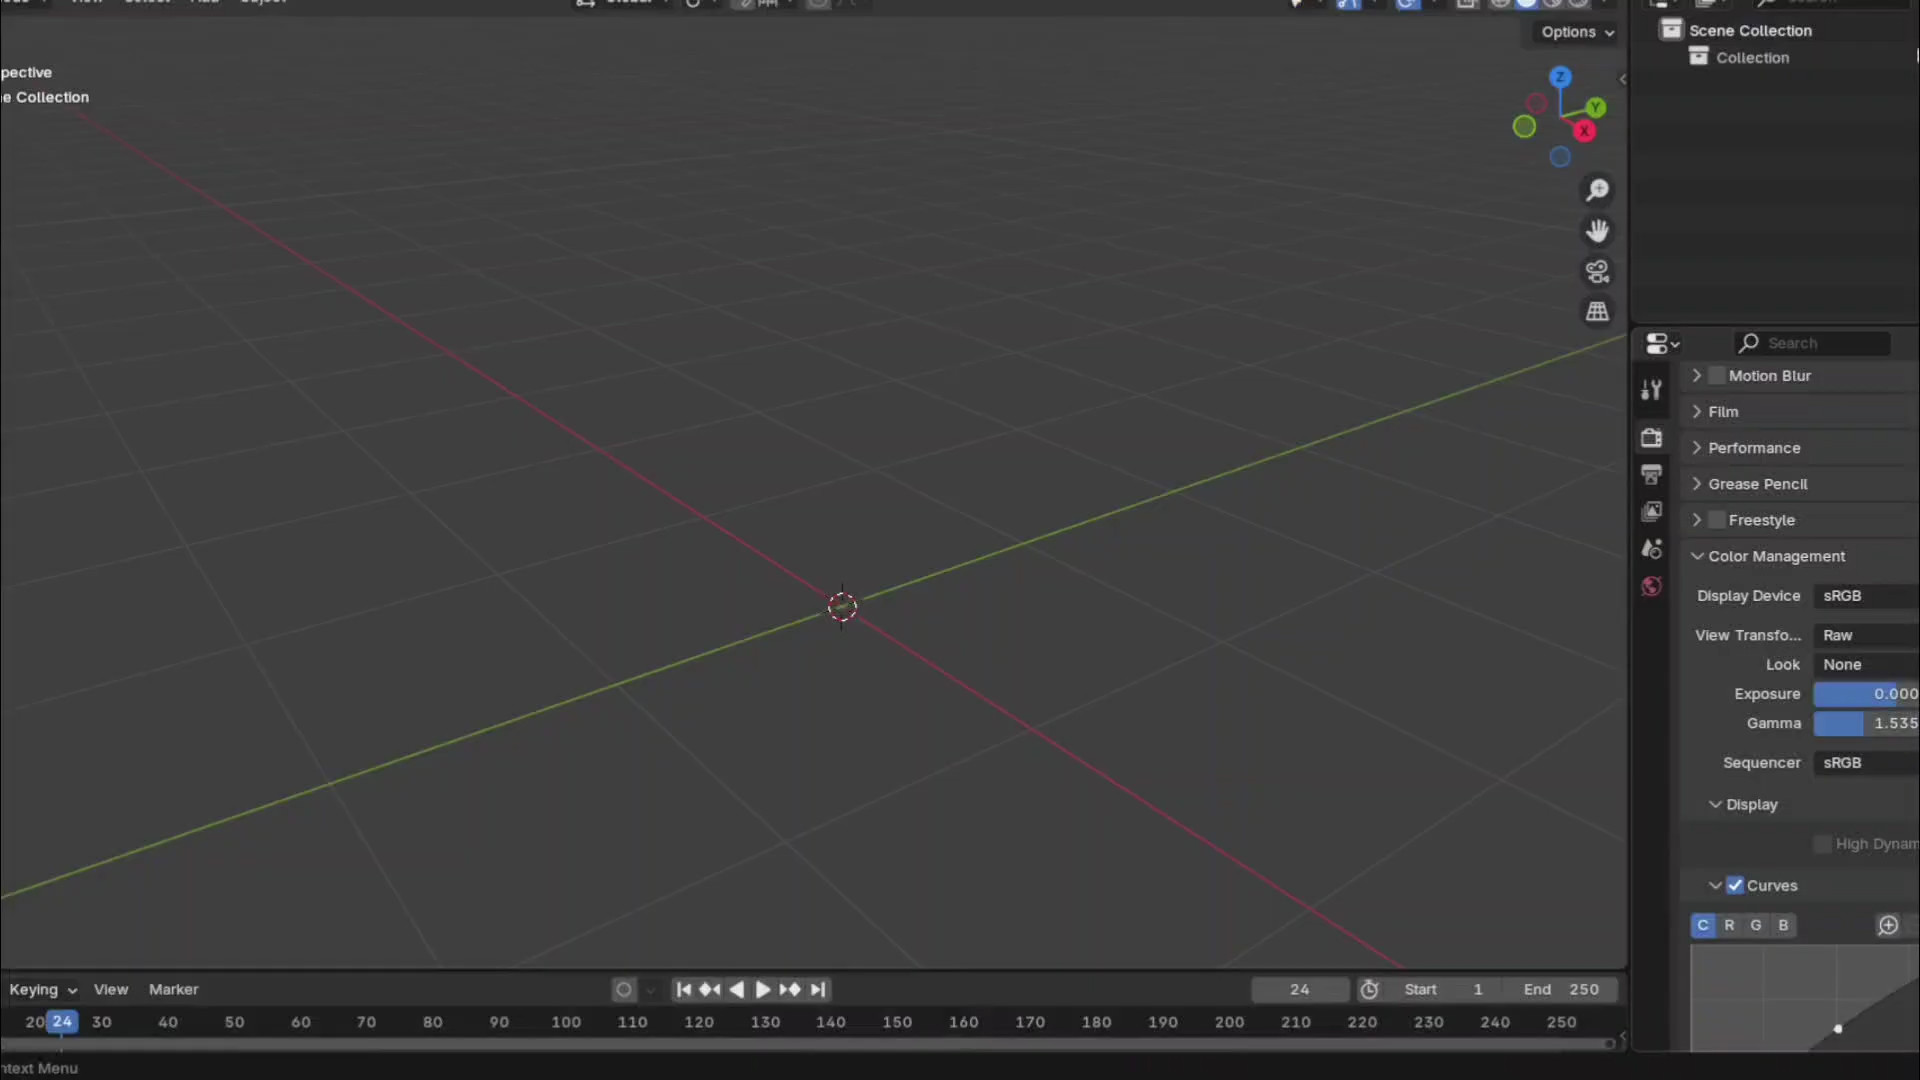 Options
Scene Collection
Collection
pective
e Collection
Z
Y
X
Search
Motion Blur
Film
Performance
Grease Pencil
Freestyle
Color Management
Display Device sRGB
View Transfo... Raw
Look None
Exposure 0.000
Gamma 1.535
Sequencer sRGB
Display
High Dynam
Curves
C R G B
Keying View Marker
24 Start 1 End 250
20 24 30 40 50 60 70 80 90 100 110 120 130 140 150 160 170 180 190 200 210 220 230 240 250
ntext Menu